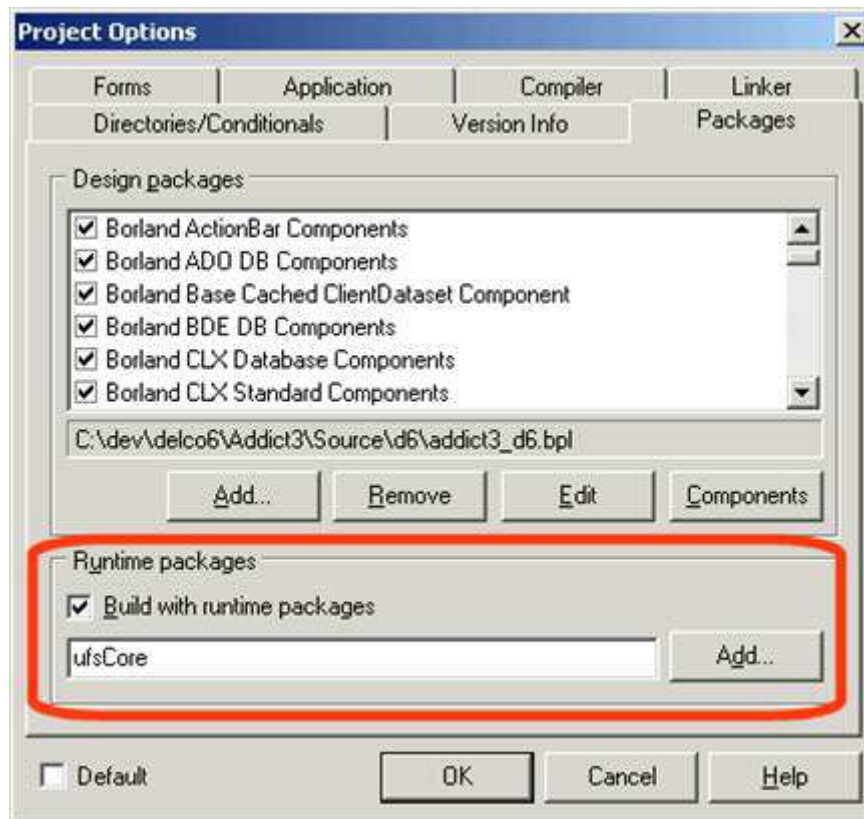 Project Options
Forms Application Compiler Linker
Directories/Conditionals Version Info Packages
Design packages
Borland ActionBar Components
Borland ADO DB Components
Borland Base Cached ClientDataset Component
Borland BDE DB Components
Borland CLX Database Components
Borland CLX Standard Components
C:\dev\delco6\Addict3\Source\d6\addict3_d6.bpl
Add... Remove Edit Components
Runtime packages
Build with runtime packages
ufsCore Add...
Default OK Cancel Help